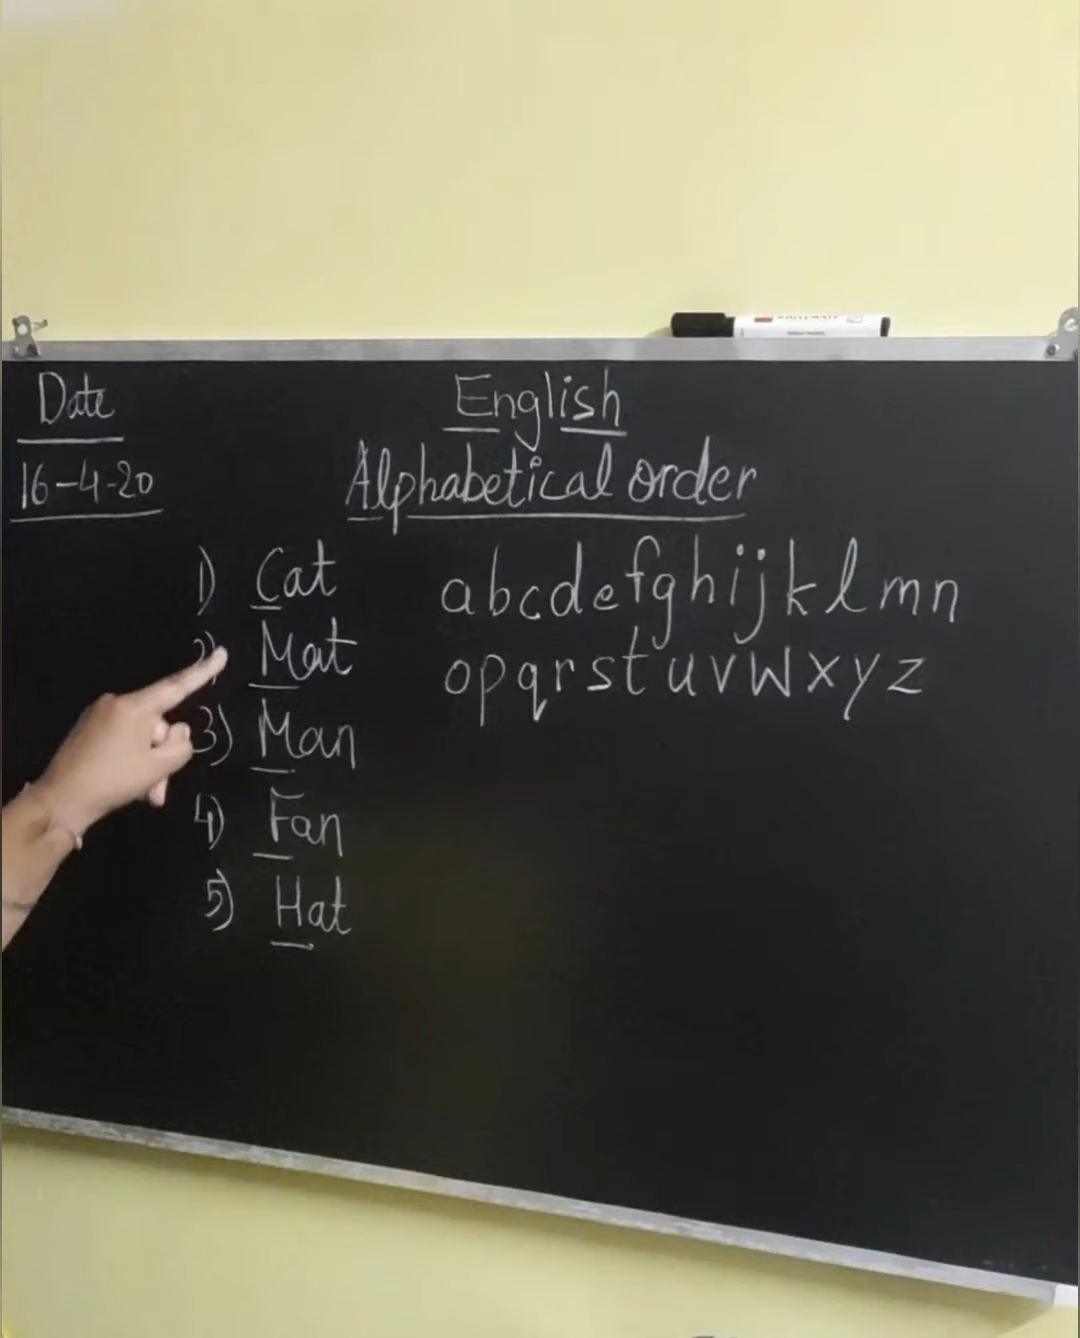 Date
16-4-20
English
Alphabetical order
1) Cat
2) Mat
3) Man
4) Fan
5) Hat
abcdefghijklmn
opqrstuvwxyz